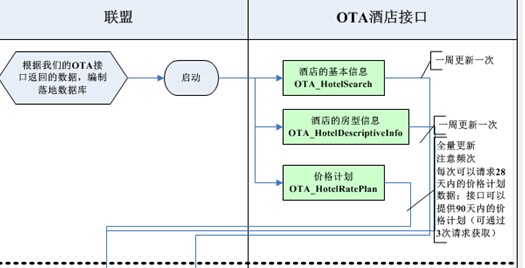 联盟
OTA酒店接口
根据我们的OTA接
口返回的数据，编制
落地数据库
启动
酒店的基本信息
OTA_HotelSearch
一周更新一次
酒店的房型信息
OTA_HotelDescriptiveInfo
一周更新一次
价格计划
OTA_HotelRatePlan
全量更新
注意频次
每次可以请求28
天内的价格计划
数据；接口可以
提供90天内的价
格计划（可通过
3次请求获取）